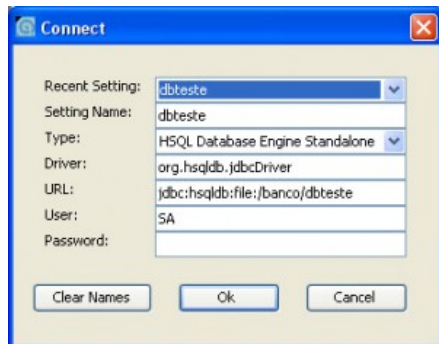 Connect
Recent Setting: dbteste
Setting Name: dbteste
Type: HSQL Database Engine Standalone
Driver: org.hsqldb.jdbcDriver
URL: jdbc:hsqldb:file:/banco/dbteste
User: SA
Password:
Clear Names Ok Cancel